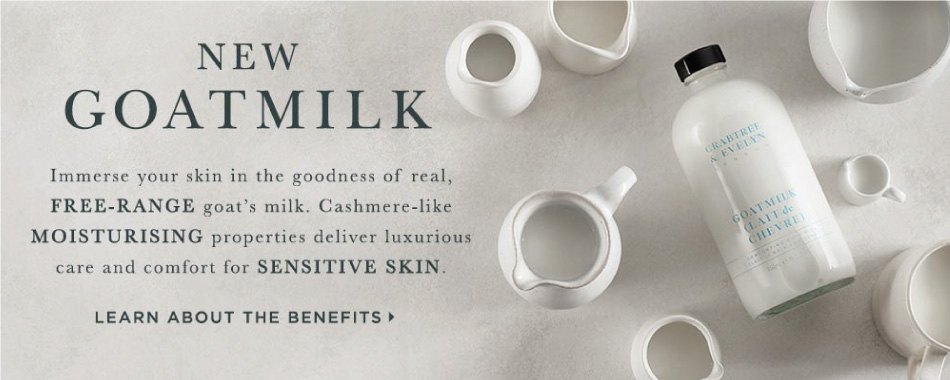 NEW
GOATMILK
Immerse your skin in the goodness of real,
FREE-RANGE goat's milk. Cashmere-like
MOISTURISING properties deliver luxurious
care and comfort for SENSITIVE SKIN.
LEARN ABOUT THE BENEFITS
CRABTREE
& EVELYN
GOATMILK
(LAIT de
CHÈVRE)